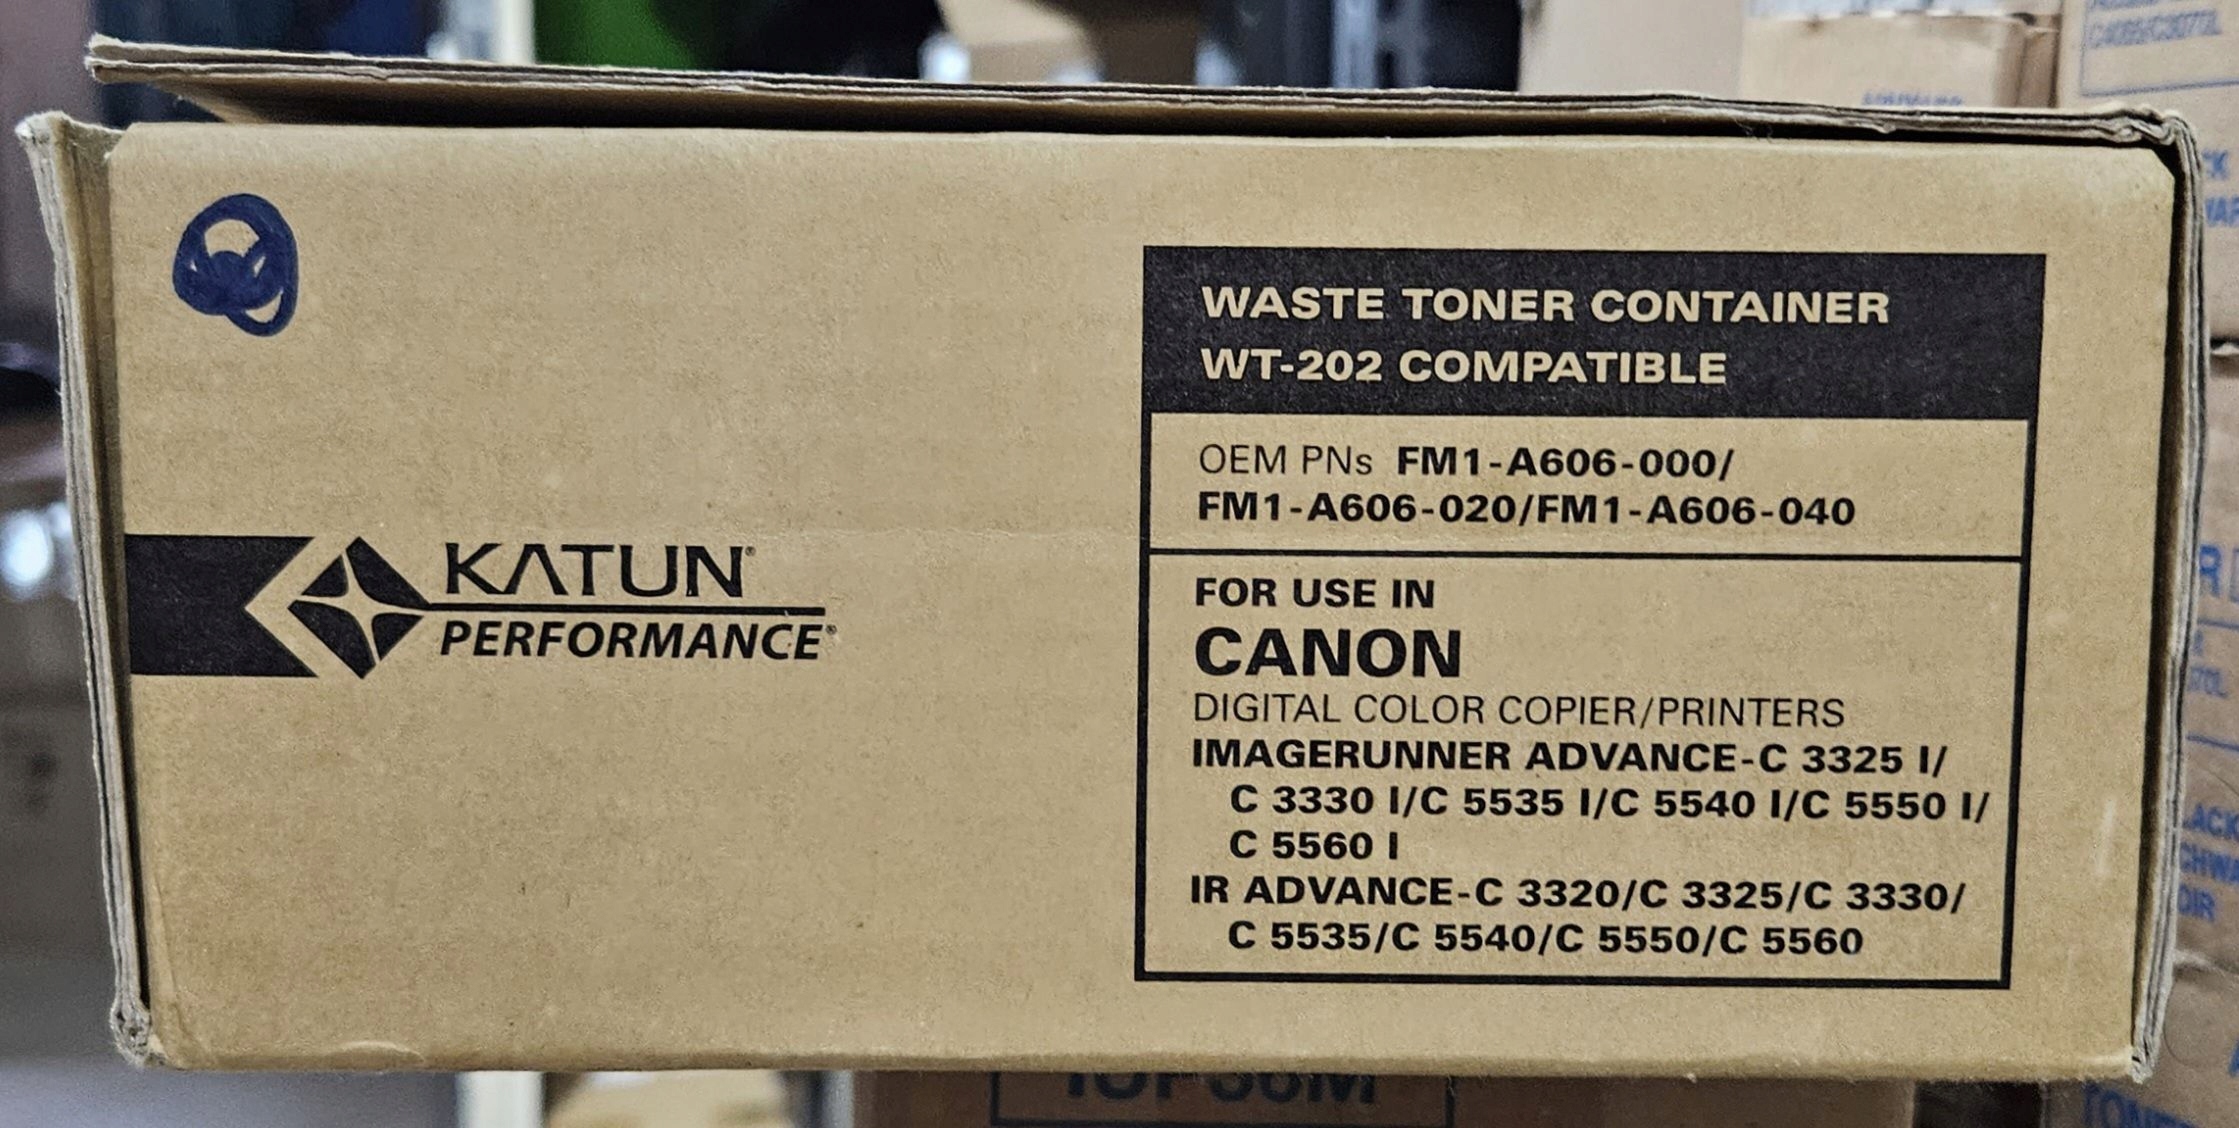 KATUN®
PERFORMANCE®
WASTE TONER CONTAINER
WT-202 COMPATIBLE
OEM PNs FM1-A606-000/
FM1-A606-020/FM1-A606-040
FOR USE IN
CANON
DIGITAL COLOR COPIER/PRINTERS
IMAGERUNNER ADVANCE-C 3325 I/
C 3330 I/C 5535 I/C 5540 I/C 5550 I/
C 5560 I
IR ADVANCE-C 3320/C 3325/C 3330/
C 5535/C 5540/C 5550/C 5560